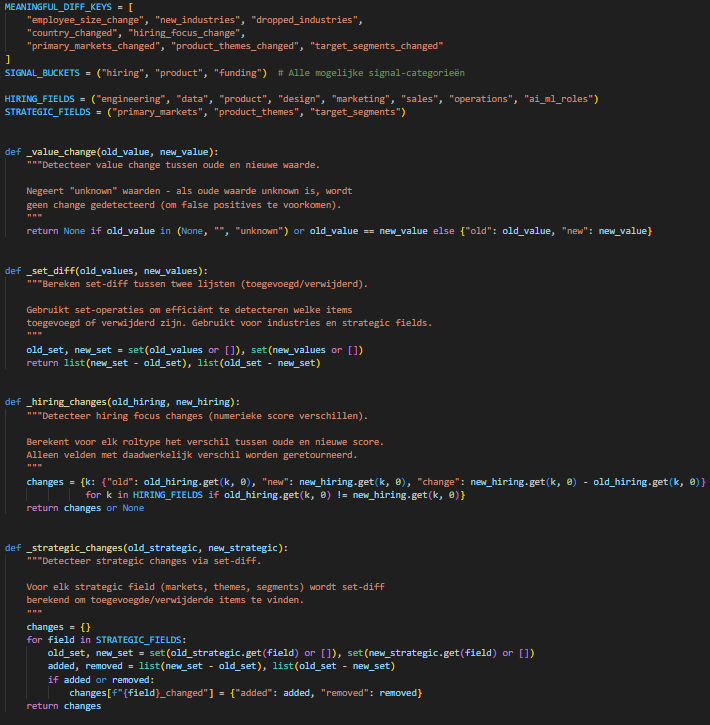 MEANINGFUL_DIFF_KEYS = [
    "employee_size_change", "new_industries", "dropped_industries",
    "country_changed", "hiring_focus_change",
    "primary_markets_changed", "product_themes_changed", "target_segments_changed"
]
SIGNAL_BUCKETS = ("hiring", "product", "funding")  # Alle mogelijke signal-categorieën

HIRING_FIELDS = ("engineering", "data", "product", "design", "marketing", "sales", "operations", "ai_ml_roles")
STRATEGIC_FIELDS = ("primary_markets", "product_themes", "target_segments")


def _value_change(old_value, new_value):
    """Detecteer value change tussen oude en nieuwe waarde.

    Negeert "unknown" waarden - als oude waarde unknown is, wordt
    geen change gedetecteerd (om false positives te voorkomen).
    """
    return None if old_value in (None, "", "unknown") or old_value == new_value else {"old": old_value, "new": new_value}


def _set_diff(old_values, new_values):
    """Bereken set-diff tussen twee lijsten (toegevoegd/verwijderd).

    Gebruikt set-operaties om efficiënt te detecteren welke items
    toegevoegd of verwijderd zijn. Gebruikt voor industries en strategic fields.
    """
    old_set, new_set = set(old_values or []), set(new_values or [])
    return list(new_set - old_set), list(old_set - new_set)


def _hiring_changes(old_hiring, new_hiring):
    """Detecteer hiring focus changes (numerieke score verschillen).

    Berekent voor elk roltype het verschil tussen oude en nieuwe score.
    Alleen velden met daadwerkelijk verschil worden geretourneerd.
    """
    changes = {k: {"old": old_hiring.get(k, 0), "new": new_hiring.get(k, 0), "change": new_hiring.get(k, 0) - old_hiring.get(k, 0)}
               for k in HIRING_FIELDS if old_hiring.get(k, 0) != new_hiring.get(k, 0)}
    return changes or None


def _strategic_changes(old_strategic, new_strategic):
    """Detecteer strategic changes via set-diff.

    Voor elk strategic field (markets, themes, segments) wordt set-diff
    berekend om toegevoegde/verwijderde items te vinden.
    """
    changes = {}
    for field in STRATEGIC_FIELDS:
        old_set, new_set = set(old_strategic.get(field) or []), set(new_strategic.get(field) or [])
        added, removed = list(new_set - old_set), list(old_set - new_set)
        if added or removed:
            changes[f"{field}_changed"] = {"added": added, "removed": removed}
    return changes